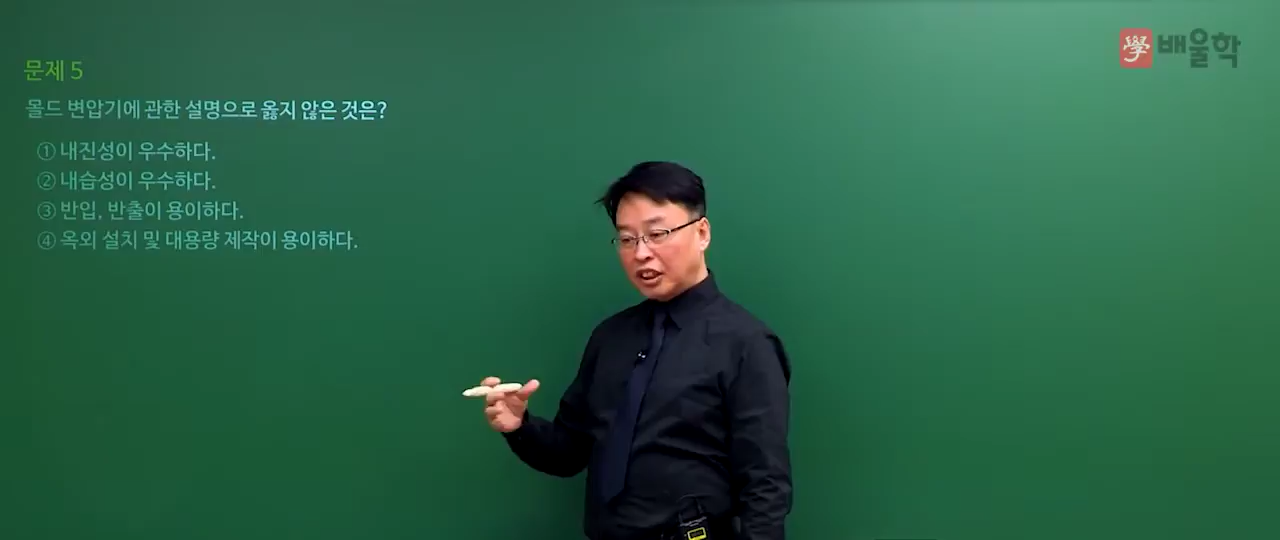 學 배울학
문제 5
몰드 변압기에 관한 설명으로 옳지 않은 것은?
① 내진성이 우수하다.
② 내습성이 우수하다.
③ 반입, 반출이 용이하다.
④ 옥외 설치 및 대용량 제작이 용이하다.